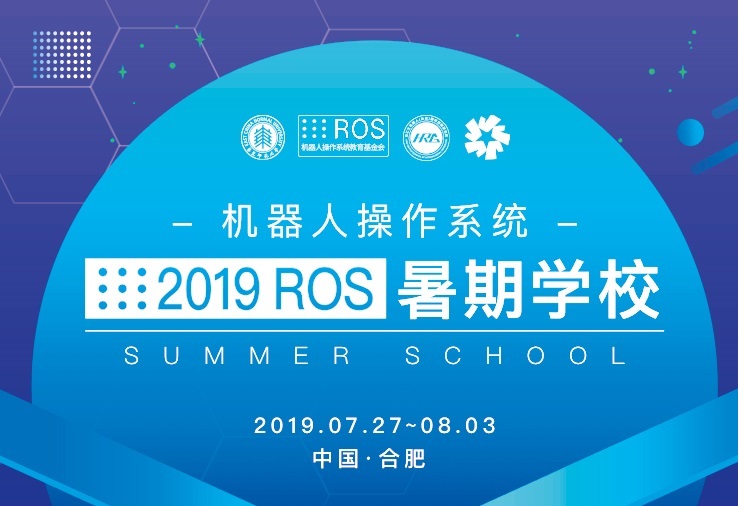 ROS
机器人操作系统教育基金会
HRA
– 机器人操作系统 –
2019 ROS 暑期学校
SUMMER SCHOOL
2019.07.27~08.03
中国·合肥